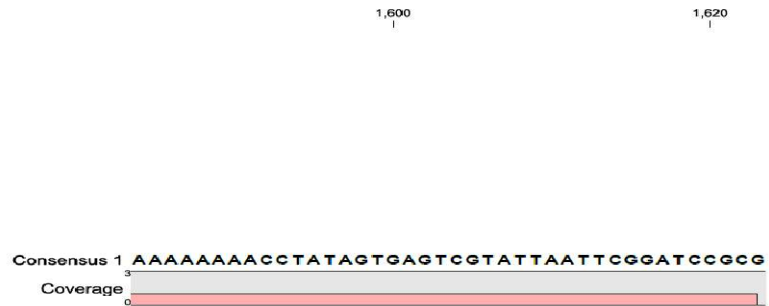 1,600 1,620
Consensus 1 AAAAAAAACCTATAGTGAGTCGTATTAATTCGGATCCGCG
3
Coverage
0